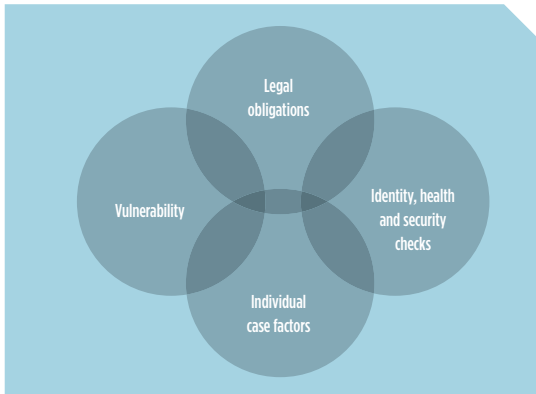 Legal
obligations
Vulnerability
Identity, health
and security
checks
Individual
case factors